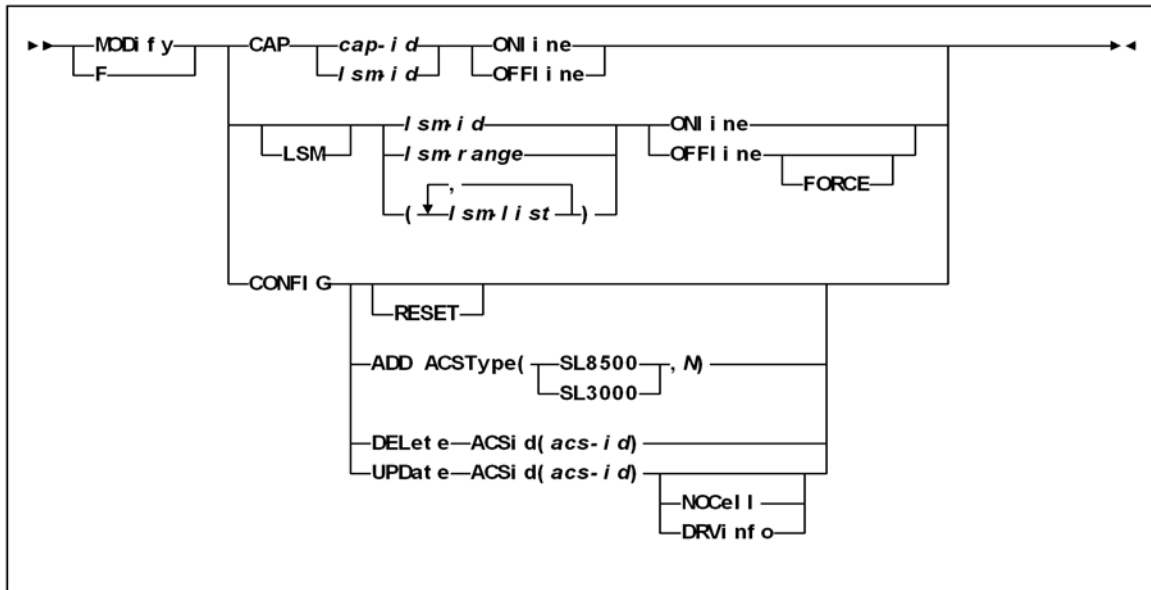 MODify CAP cap-id ONline
F lsm-id OFFline
lsm-id ONline
LSM lsm-range OFFline
, FORCE
( lsm-list )
CONFIG
RESET
ADD ACSType( SL8500 , N)
SL3000
DELete ACSid(acs-id)
UPDate ACSid(acs-id)
NOCell
DRVinfo